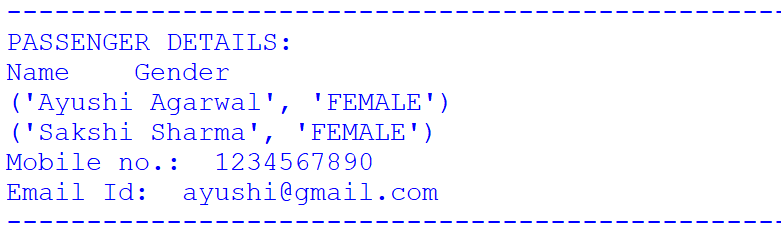 -----------------------------------------------
PASSENGER DETAILS:
Name    Gender
('Ayushi Agarwal', 'FEMALE')
('Sakshi Sharma', 'FEMALE')
Mobile no.:  1234567890
Email Id:  ayushi@gmail.com
-----------------------------------------------